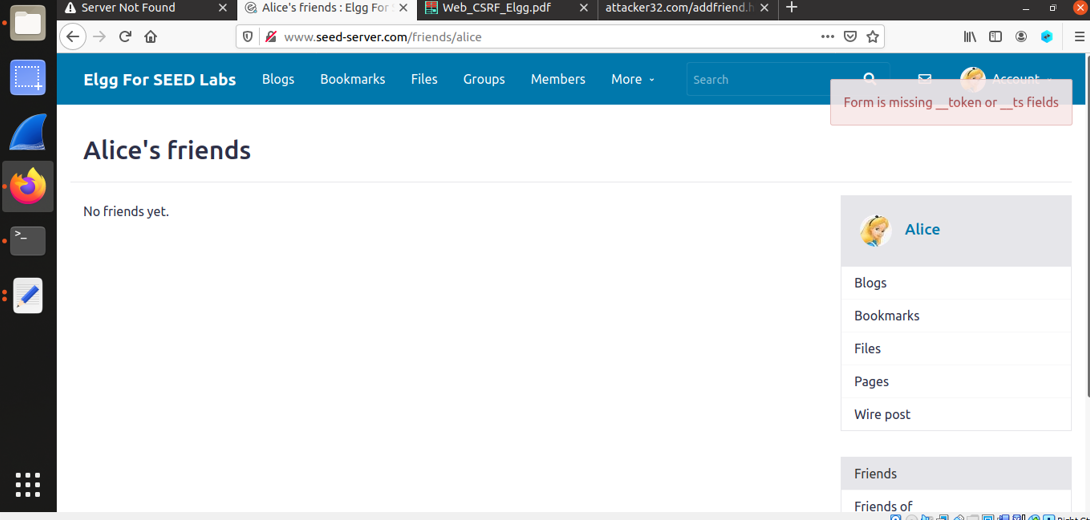 Server Not Found
Alice's friends : Elgg For S
Web_CSRF_Elgg.pdf
attacker32.com/addfriend.h
www.seed-server.com/friends/alice
Elgg For SEED Labs
Blogs
Bookmarks
Files
Groups
Members
More
Search
Account
Form is missing __token or __ts fields
Alice's friends
No friends yet.
Alice
Blogs
Bookmarks
Files
Pages
Wire post
Friends
Friends of